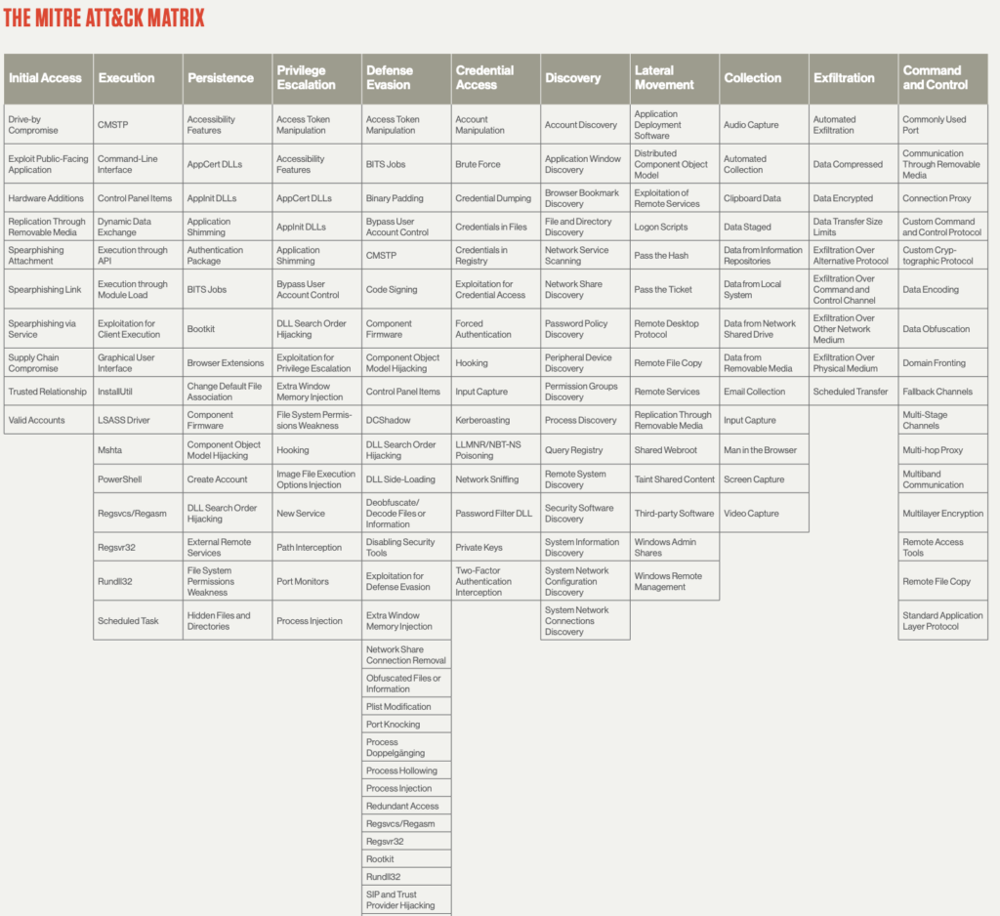 THE MITRE ATT&CK MATRIX
Initial Access
Execution
Persistence
Privilege
Escalation
Defense
Evasion
Credential
Access
Discovery
Lateral
Movement
Collection
Exfiltration
Command
and Control
Drive-by
Compromise
CMSTP
Accessibility
Features
Access Token
Manipulation
Access Token
Manipulation
Account
Manipulation
Account Discovery
Application
Deployment
Software
Audio Capture
Automated
Exfiltration
Commonly Used
Port
Exploit Public-Facing
Application
Command-Line
Interface
AppCert DLLs
Accessibility
Features
BITS Jobs
Brute Force
Application Window
Discovery
Distributed
Component Object
Model
Automated
Collection
Data Compressed
Communication
Through Removable
Media
Hardware Additions
Control Panel Items
AppInit DLLs
AppCert DLLs
Binary Padding
Credential Dumping
Browser Bookmark
Discovery
Exploitation of
Remote Services
Clipboard Data
Data Encrypted
Connection Proxy
Replication Through
Removable Media
Dynamic Data
Exchange
Application
Shimming
AppInit DLLs
Bypass User
Account Control
Credentials in Files
File and Directory
Discovery
Logon Scripts
Data Staged
Data Transfer Size
Limits
Custom Command
and Control Protocol
Spearphishing
Attachment
Execution through
API
Authentication
Package
Application
Shimming
CMSTP
Credentials in
Registry
Network Service
Scanning
Pass the Hash
Data from Information
Repositories
Exfiltration Over
Alternative Protocol
Custom Cryp-
tographic Protocol
Spearphishing Link
Execution through
Module Load
BITS Jobs
Bypass User
Account Control
Code Signing
Exploitation for
Credential Access
Network Share
Discovery
Pass the Ticket
Data from Local
System
Exfiltration Over
Command and
Control Channel
Data Encoding
Spearphishing via
Service
Exploitation for
Client Execution
Bootkit
DLL Search Order
Hijacking
Component
Firmware
Forced
Authentication
Password Policy
Discovery
Remote Desktop
Protocol
Data from Network
Shared Drive
Exfiltration Over
Other Network
Medium
Data Obfuscation
Supply Chain
Compromise
Graphical User
Interface
Browser Extensions
Exploitation for
Privilege Escalation
Component Object
Model Hijacking
Hooking
Peripheral Device
Discovery
Remote File Copy
Data from
Removable Media
Exfiltration Over
Physical Medium
Domain Fronting
Trusted Relationship
InstallUtil
Change Default File
Association
Extra Window
Memory Injection
Control Panel Items
Input Capture
Permission Groups
Discovery
Remote Services
Email Collection
Scheduled Transfer
Fallback Channels
Valid Accounts
LSASS Driver
Component
Firmware
File System Permis-
sions Weakness
DCShadow
Kerberoasting
Process Discovery
Replication Through
Removable Media
Input Capture
Multi-Stage
Channels
Mshta
Component Object
Model Hijacking
Hooking
DLL Search Order
Hijacking
LLMNR/NBT-NS
Poisoning
Query Registry
Shared Webroot
Man in the Browser
Multi-hop Proxy
PowerShell
Create Account
Image File Execution
Options Injection
DLL Side-Loading
Network Sniffing
Remote System
Discovery
Taint Shared Content
Screen Capture
Multiband
Communication
Regsvcs/Regasm
DLL Search Order
Hijacking
New Service
Deobfuscate/
Decode Files or
Information
Password Filter DLL
Security Software
Discovery
Third-party Software
Video Capture
Multilayer Encryption
Regsvr32
External Remote
Services
Path Interception
Disabling Security
Tools
Private Keys
System Information
Discovery
Windows Admin
Shares
Remote Access
Tools
Rundll32
File System
Permissions
Weakness
Port Monitors
Exploitation for
Defense Evasion
Two-Factor
Authentication
Interception
System Network
Configuration
Discovery
Windows Remote
Management
Remote File Copy
Scheduled Task
Hidden Files and
Directories
Process Injection
Extra Window
Memory Injection
System Network
Connections
Discovery
Standard Application
Layer Protocol
Network Share
Connection Removal
Obfuscated Files or
Information
Plist Modification
Port Knocking
Process
Doppelgänging
Process Hollowing
Process Injection
Redundant Access
Regsvcs/Regasm
Regsvr32
Rootkit
Rundll32
SIP and Trust
Provider Hijacking